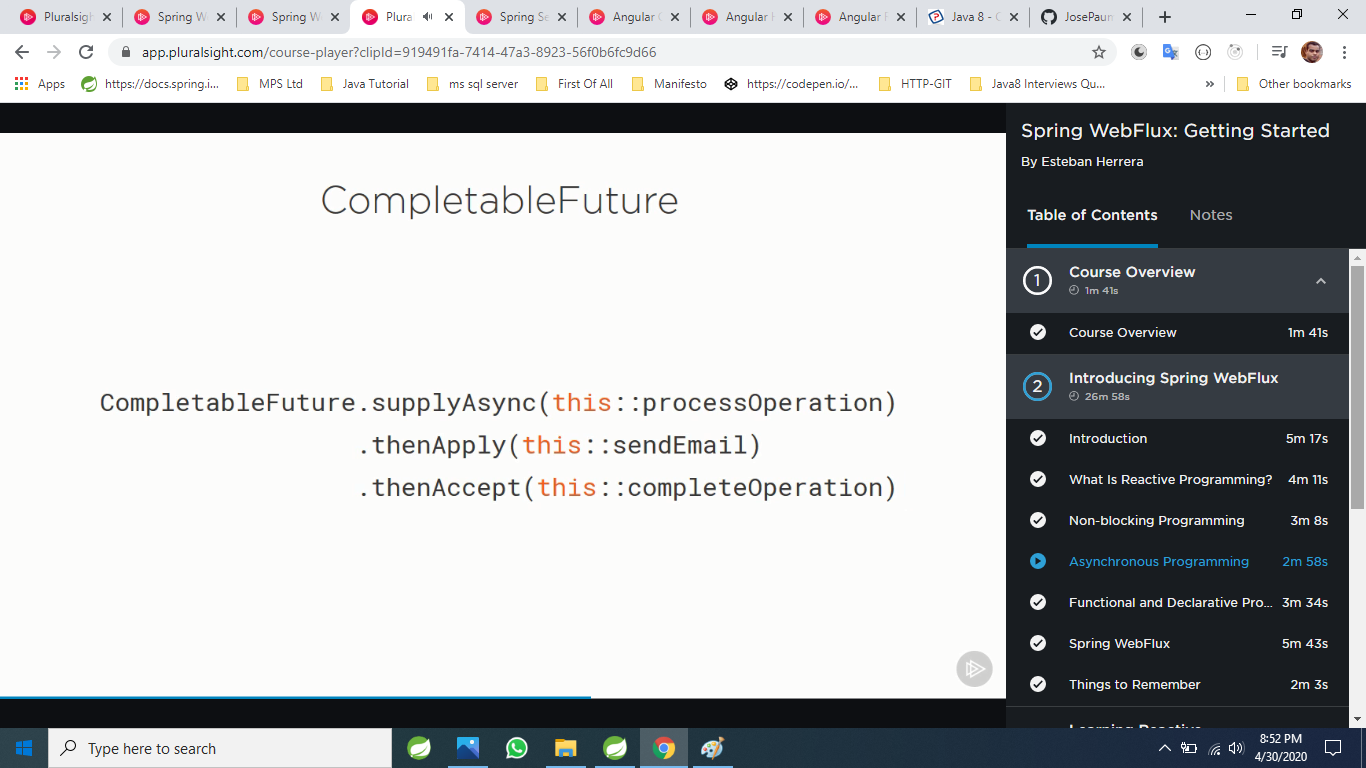 Pluralsigh
Spring W
Spring W
Plura
Spring Se
Angular
Angular
Angular
Java 8 -
JosePaun
app.pluralsight.com/course-player?clipId=919491fa-7414-47a3-8923-56f0b6fc9d66
Apps
https://docs.spring.i...
MPS Ltd
Java Tutorial
ms sql server
First Of All
Manifesto
https://codepen.io/...
HTTP-GIT
Java8 Interviews Qu...
»
Other bookmarks
CompletableFuture
CompletableFuture.supplyAsync(this::processOperation)
.thenApply(this::sendEmail)
.thenAccept(this::completeOperation)
Spring WebFlux: Getting Started
By Esteban Herrera
Table of Contents Notes
1 Course Overview
1m 41s
Course Overview 1m 41s
2 Introducing Spring WebFlux
26m 58s
Introduction 5m 17s
What Is Reactive Programming? 4m 11s
Non-blocking Programming 3m 8s
Asynchronous Programming 2m 58s
Functional and Declarative Pro... 3m 34s
Spring WebFlux 5m 43s
Things to Remember 2m 3s
Learning Reactive
Type here to search
8:52 PM
4/30/2020